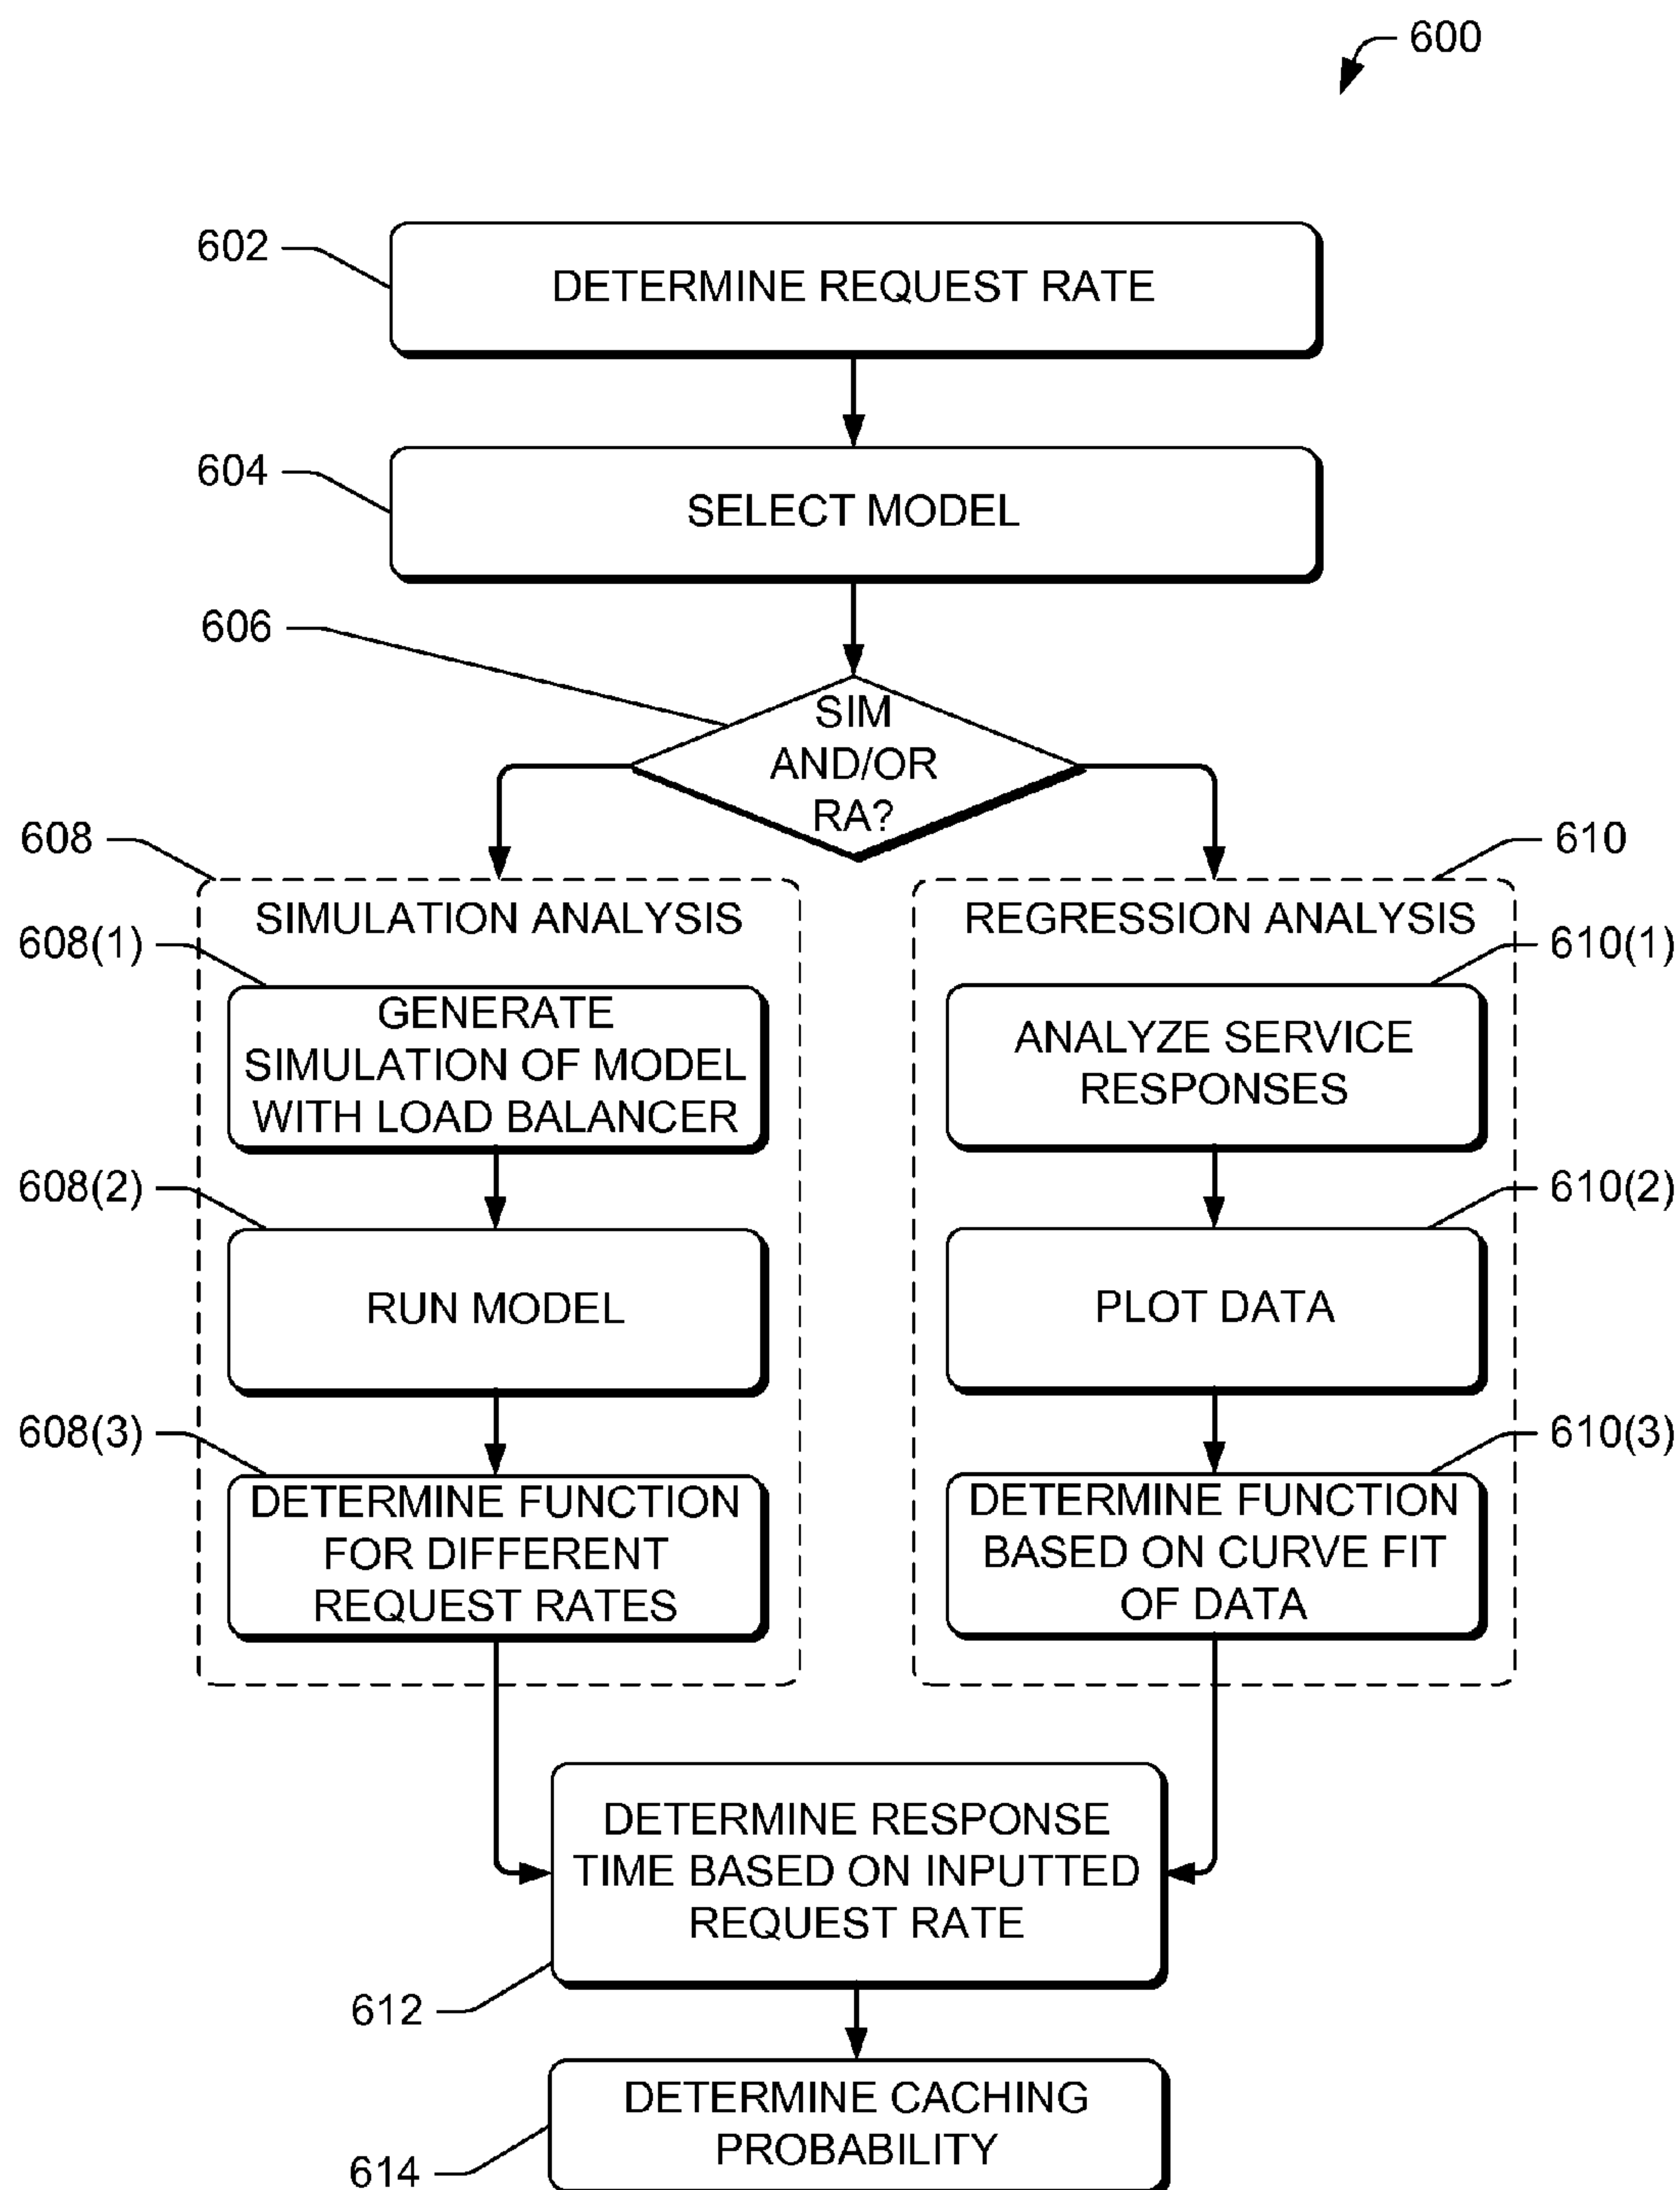 600
602
DETERMINE REQUEST RATE
604
SELECT MODEL
606
SIM
AND/OR
RA?
608
610
SIMULATION ANALYSIS
REGRESSION ANALYSIS
608(1)
610(1)
GENERATE
SIMULATION OF MODEL
WITH LOAD BALANCER
ANALYZE SERVICE
RESPONSES
608(2)
610(2)
RUN MODEL
PLOT DATA
608(3)
610(3)
DETERMINE FUNCTION
FOR DIFFERENT
REQUEST RATES
DETERMINE FUNCTION
BASED ON CURVE FIT
OF DATA
DETERMINE RESPONSE
TIME BASED ON INPUTTED
REQUEST RATE
612
DETERMINE CACHING
PROBABILITY
614